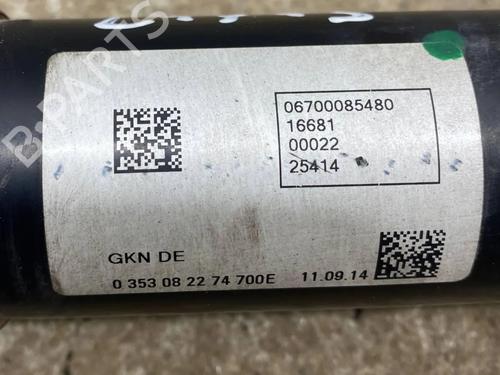 B-PARTS
06700085480
16681
00022
25414
GKN DE
0 353 08 22 74 700E 11.09.14